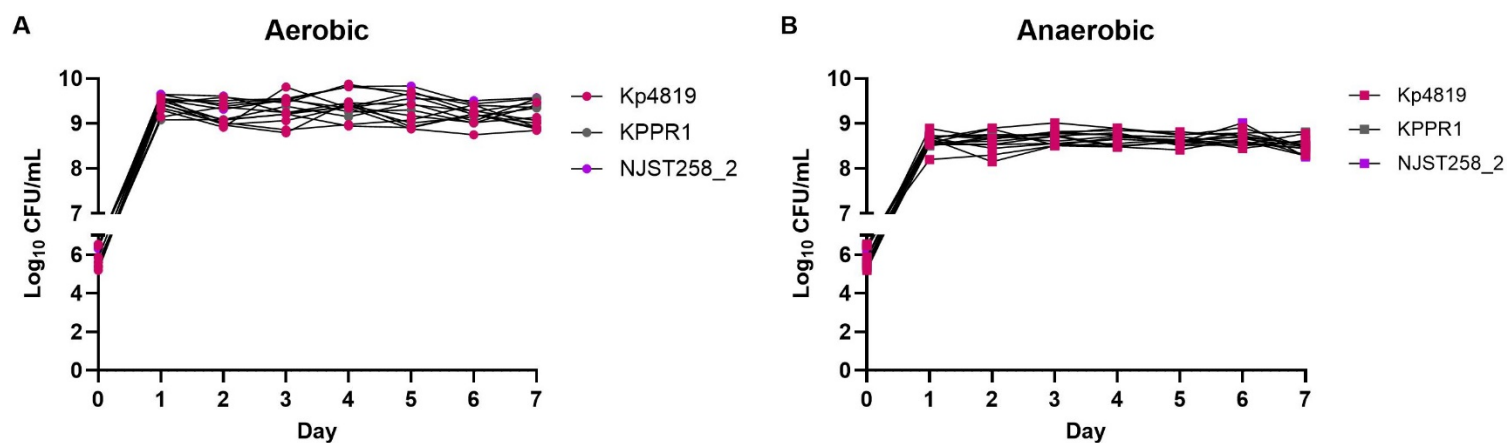 A
Aerobic
Log₁₀ CFU/mL
10
9
8
7
6
4
2
0
0 1 2 3 4 5 6 7
Day
Kp4819
KPPR1
NJST258_2
B
Anaerobic
Log₁₀ CFU/mL
10
9
8
7
6
4
2
0
0 1 2 3 4 5 6 7
Day
Kp4819
KPPR1
NJST258_2